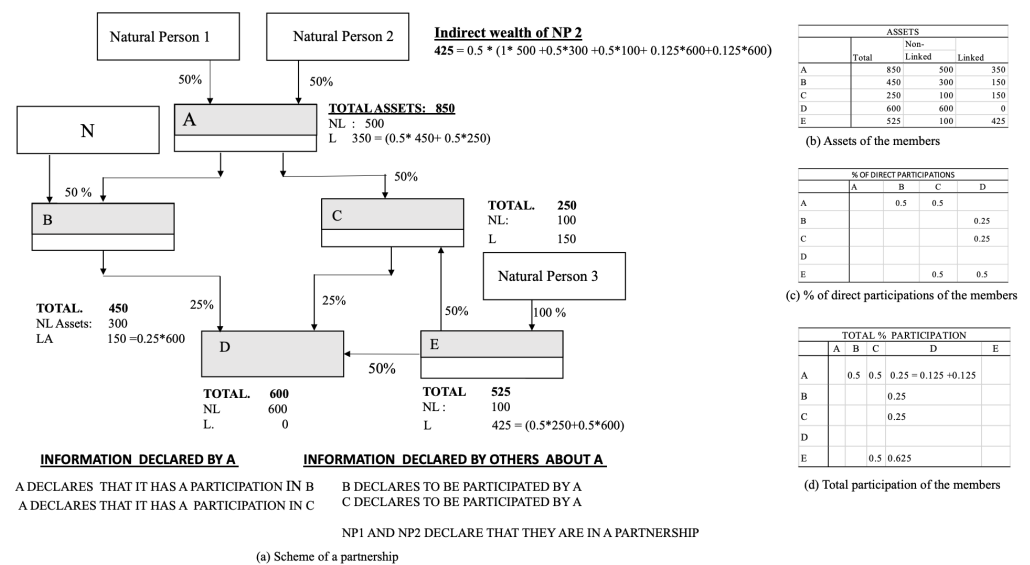 Natural Person 1
Natural Person 2
Indirect wealth of NP 2
425 = 0.5 * (1* 500 +0.5*300 +0.5*100+ 0.125*600+0.125*600)
50%
50%
N
A
TOTAL ASSETS: 850
NL : 500
L 350 = (0.5* 450+ 0.5*250)
50 %
50%
B
C
TOTAL. 250
NL: 100
L 150
Natural Person 3
TOTAL. 450
NL Assets: 300
LA 150 =0.25*600
25%
25%
50%
100 %
D
E
50%
TOTAL. 600
NL 600
L. 0
TOTAL 525
NL : 100
L 425 = (0.5*250+0.5*600)
INFORMATION DECLARED BY A
A DECLARES THAT IT HAS A PARTICIPATION IN B
A DECLARES THAT IT HAS A PARTICIPATION IN C
INFORMATION DECLARED BY OTHERS ABOUT A
B DECLARES TO BE PARTICIPATED BY A
C DECLARES TO BE PARTICIPATED BY A
NP1 AND NP2 DECLARE THAT THEY ARE IN A PARTNERSHIP
(a) Scheme of a partnership
ASSETS
Total Non-Linked Linked
A 850 500 350
B 450 300 150
C 250 100 150
D 600 600 0
E 525 100 425
(b) Assets of the members
% OF DIRECT PARTICIPATIONS
A B C D
A 0.5 0.5
B 0.25
C 0.25
D
E 0.5 0.5
(c) % of direct participations of the members
TOTAL % PARTICIPATION
A B C D E
A 0.5 0.5 0.25 = 0.125 +0.125
B 0.25
C 0.25
D
E 0.5 0.625
(d) Total participation of the members